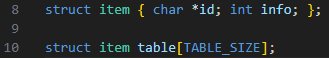 8 struct item { char *id; int info; };
9
10 struct item table[TABLE_SIZE];